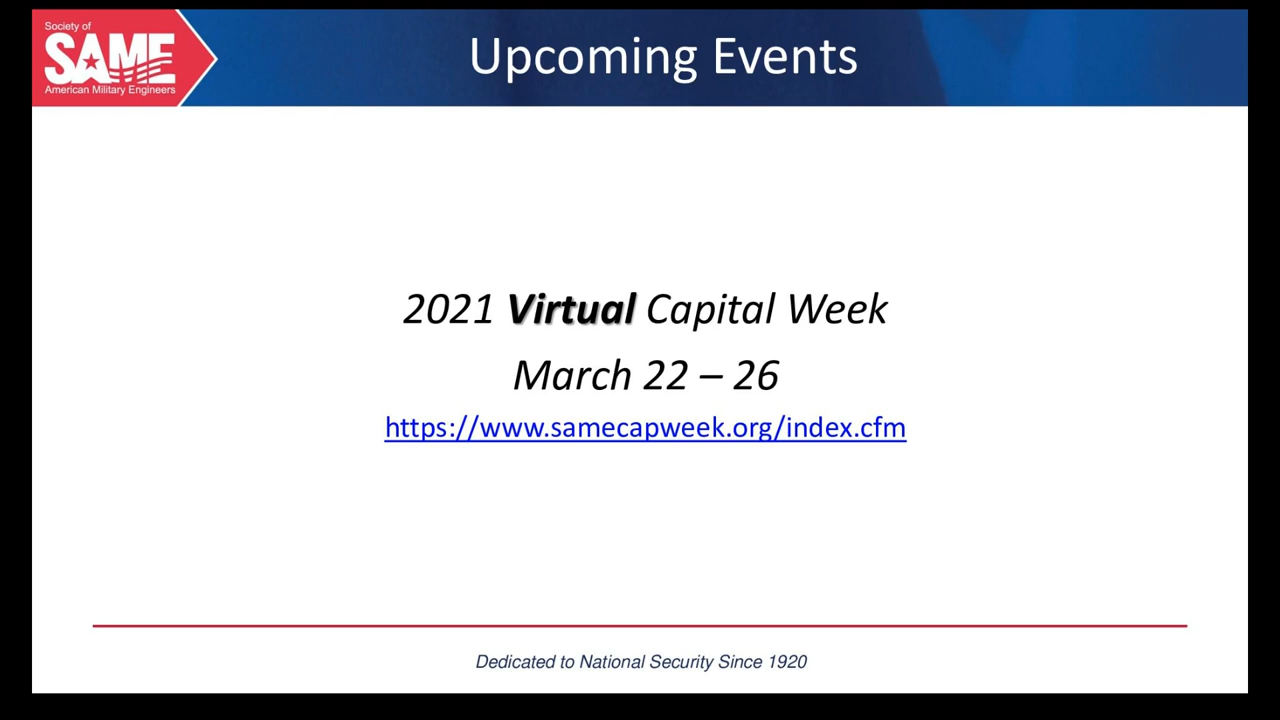 Society of
SAME
American Military Engineers
Upcoming Events
2021 Virtual Capital Week
March 22 – 26
https://www.samecapweek.org/index.cfm
Dedicated to National Security Since 1920